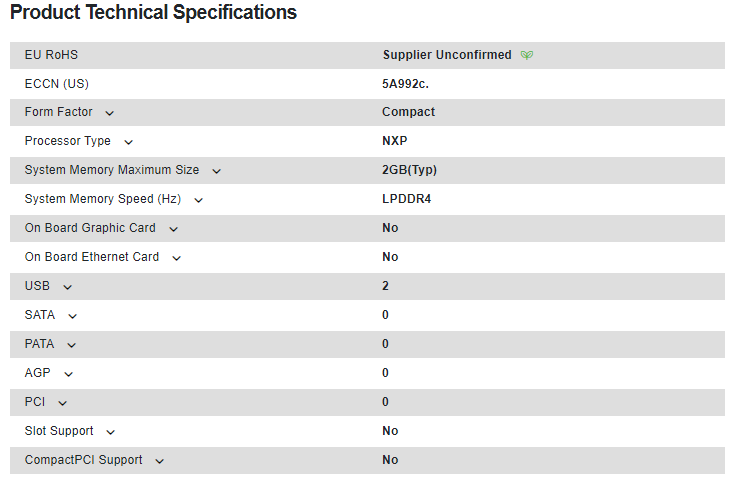 Product Technical Specifications
EU RoHS Supplier Unconfirmed
ECCN (US) 5A992c.
Form Factor Compact
Processor Type NXP
System Memory Maximum Size 2GB(Typ)
System Memory Speed (Hz) LPDDR4
On Board Graphic Card No
On Board Ethernet Card No
USB 2
SATA 0
PATA 0
AGP 0
PCI 0
Slot Support No
CompactPCI Support No